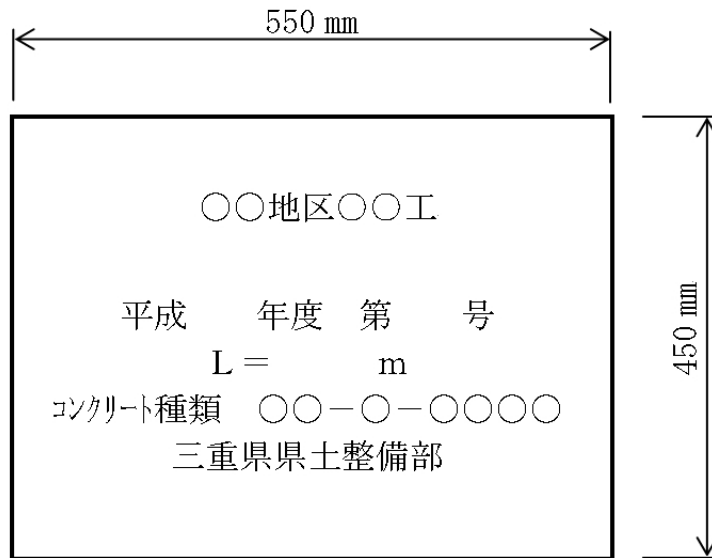 550 mm
○○地区○○工
平成　　年度　第　　号
L＝　　　m
450 mm
コンクリート種類　○○－○－○○○○
三重県県土整備部